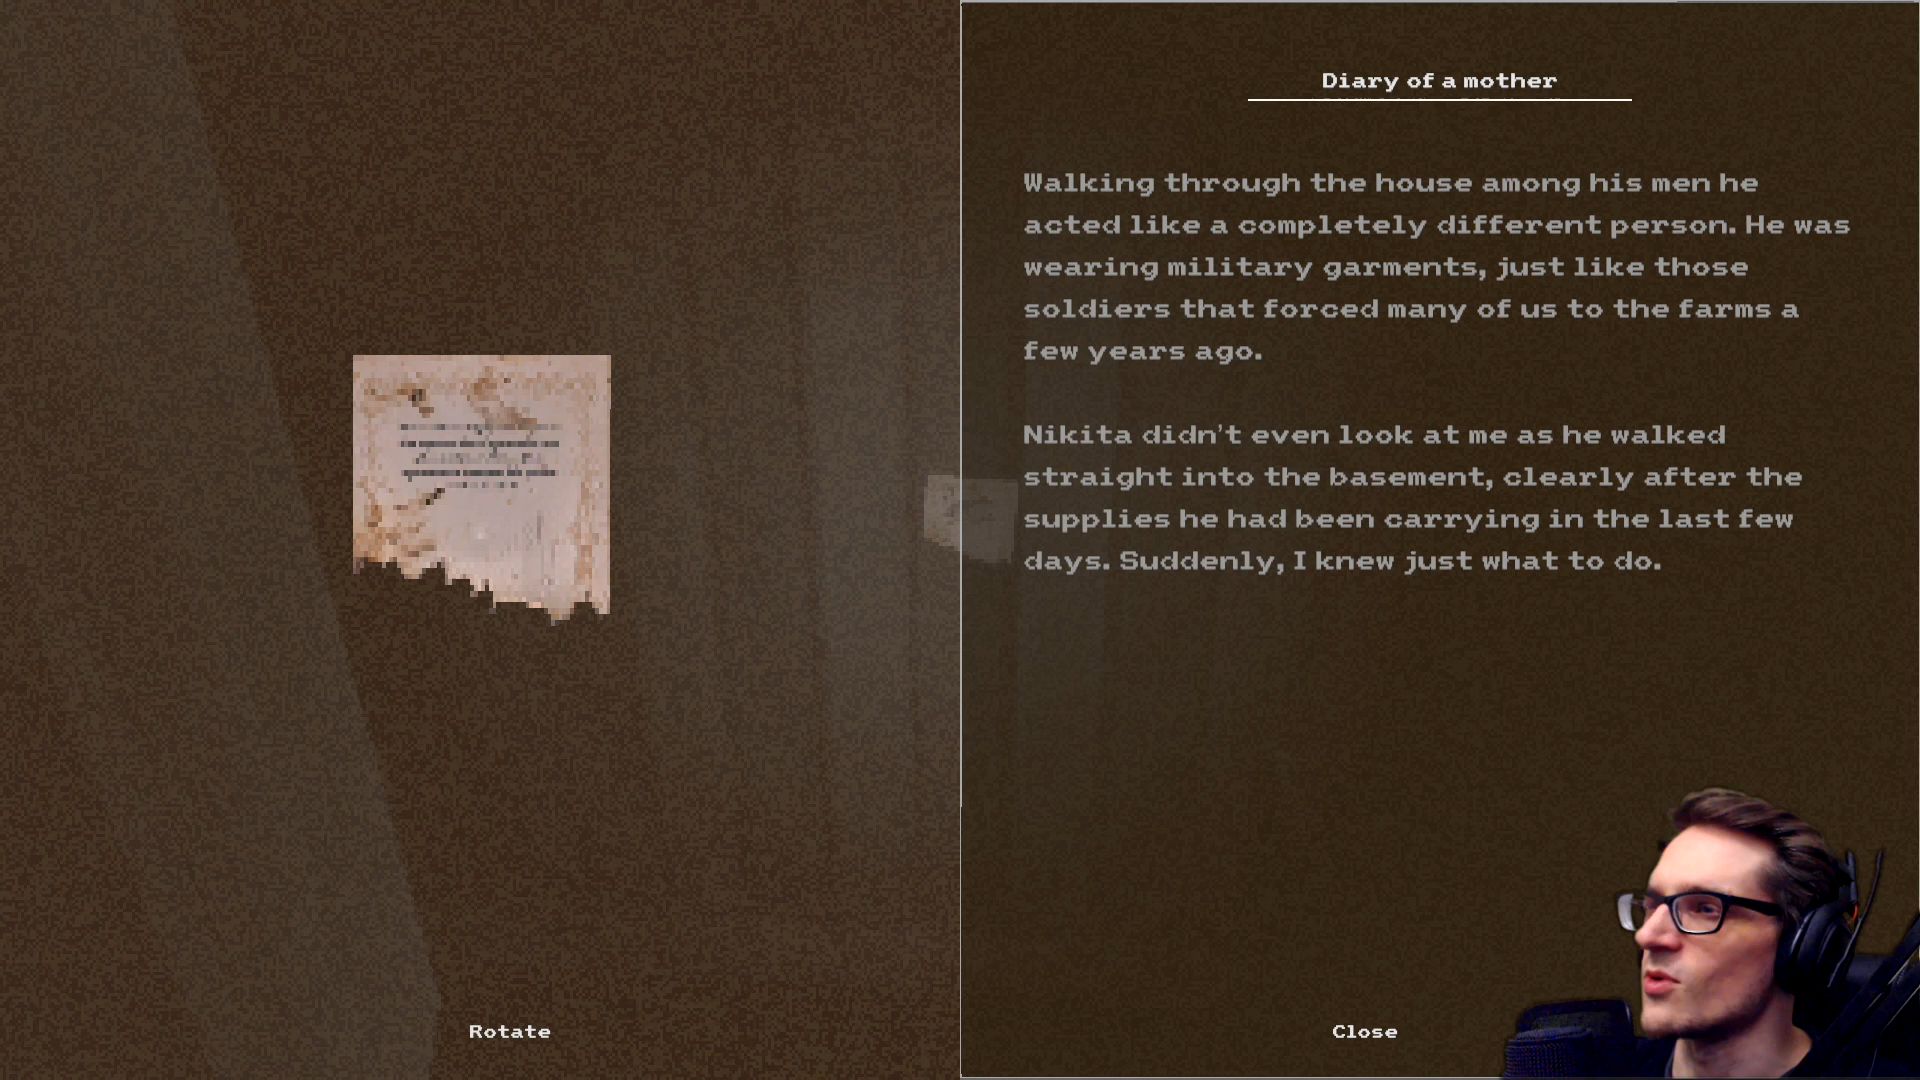 Diary of a mother
Walking through the house among his men he
acted like a completely different person. He was
wearing military garments, just like those
soldiers that forced many of us to the farms a
few years ago.
Nikita didn't even look at me as he walked
straight into the basement, clearly after the
supplies he had been carrying in the last few
days. Suddenly, I knew just what to do.
Rotate
Close